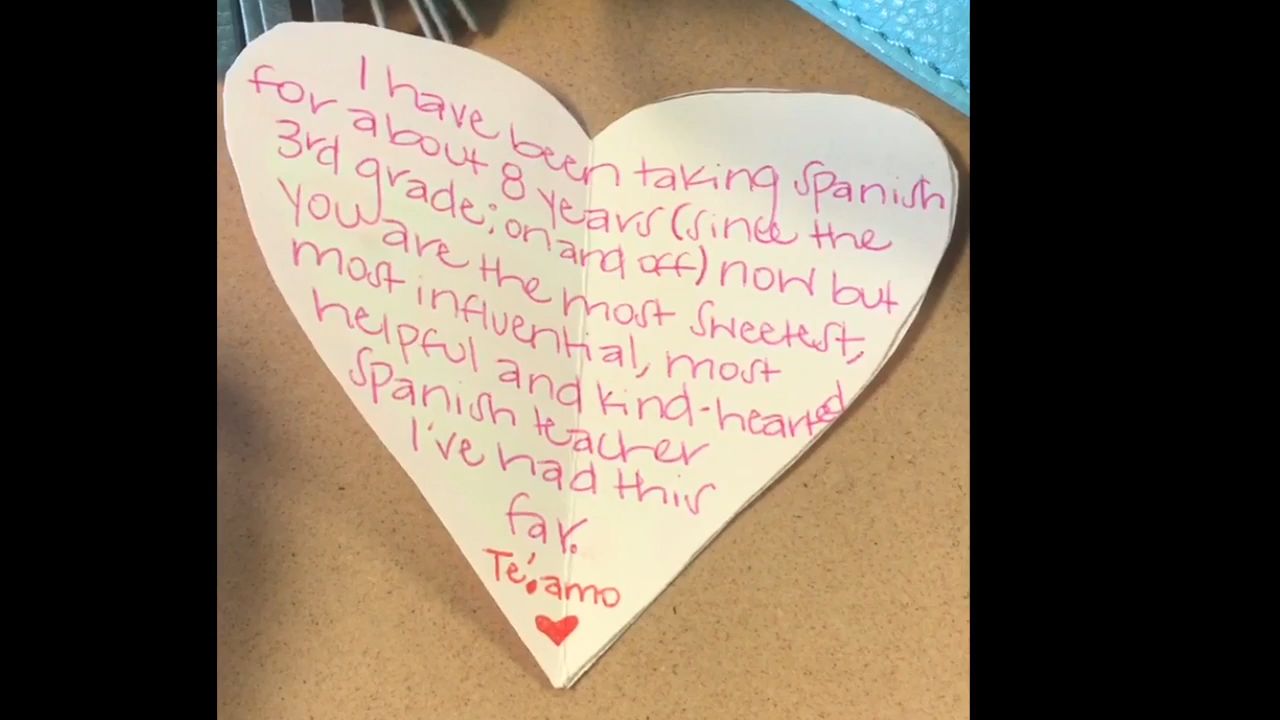 I have been taking Spanish
for about 8 years (since the
3rd grade; on and off) now but
you are the most sweetest,
most influential, most
helpful and kind-hearted
Spanish teacher
I've had this
far.
Té. amo